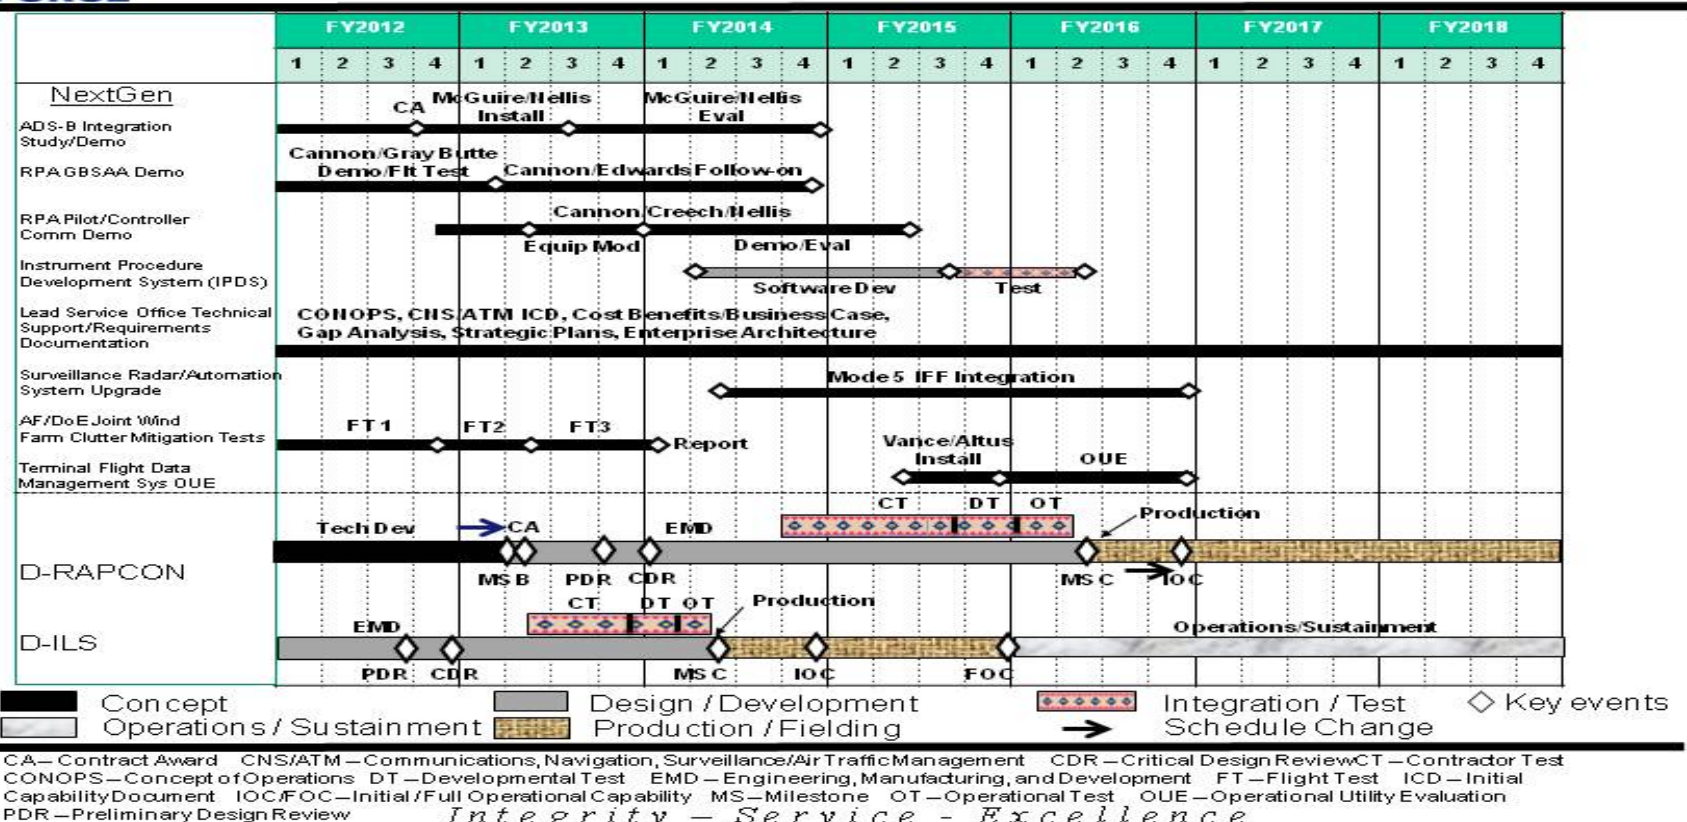 FY2012 FY2013 FY2014 FY2015 FY2016 FY2017 FY2018
1 2 3 4 1 2 3 4 1 2 3 4 1 2 3 4 1 2 3 4 1 2 3 4 1 2 3 4
NextGen
ADS-B Integration
Study/Demo
CA
McGuire/Nellis
Install
McGuire/Nellis
Eval
RPA GBSAA Demo
Cannon/Gray Butte
Demo/Flt Test
Cannon/Edwards Follow-on
RPA Pilot/Controller
Comm Demo
Cannon/Creech/Nellis
Equip Mod
Demo/Eval
Instrument Procedure
Development System (IPDS)
Software Dev
Test
Lead Service Office Technical
Support/Requirements
Documentation
CONOPS, CNS/ATM ICD, Cost Benefits/Business Case,
Gap Analysis, Strategic Plans, Enterprise Architecture
Surveillance Radar/Automation
System Upgrade
Mode 5 IFF Integration
AF/DoE Joint Wind
Farm Clutter Mitigation Tests
FT1 FT2 FT3
Report
Terminal Flight Data
Management Sys OUE
Vance/Altus
Install
OUE
D-RAPCON
CT DT OT
Tech Dev
CA
EMD
Production
MS B PDR CDR MS C IOC
D-ILS
CT DT OT
Production
EMD
Operations/Sustainment
PDR CDR MS C IOC FOC
Concept
Design / Development
Integration / Test
Key events
Operations / Sustainment
Production / Fielding
Schedule Change
CA – Contract Award CNS/ATM – Communications, Navigation, Surveillance/Air Traffic Management CDR – Critical Design Review CT – Contractor Test
CONOPS – Concept of Operations DT – Developmental Test EMD – Engineering, Manufacturing, and Development FT – Flight Test ICD – Initial
Capability Document IOC/FOC – Initial / Full Operational Capability MS – Milestone OT – Operational Test OUE – Operational Utility Evaluation
PDR – Preliminary Design Review
Integrity – Service - Excellence